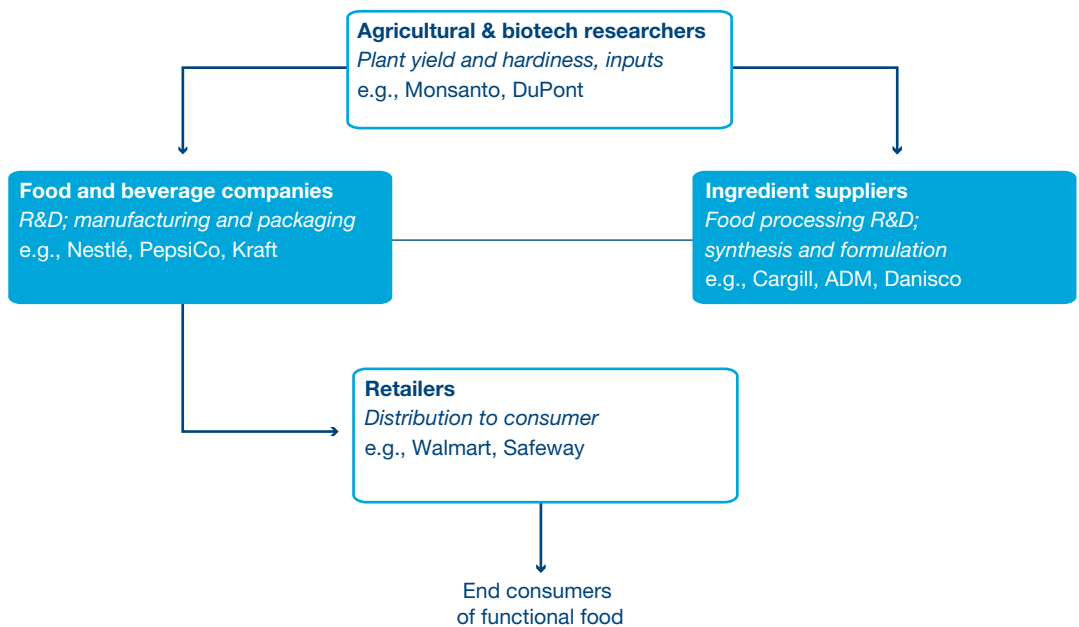 Agricultural & biotech researchers
Plant yield and hardiness, inputs
e.g., Monsanto, DuPont
Food and beverage companies
R&D; manufacturing and packaging
e.g., Nestlé, PepsiCo, Kraft
Ingredient suppliers
Food processing R&D;
synthesis and formulation
e.g., Cargill, ADM, Danisco
Retailers
Distribution to consumer
e.g., Walmart, Safeway
End consumers
of functional food